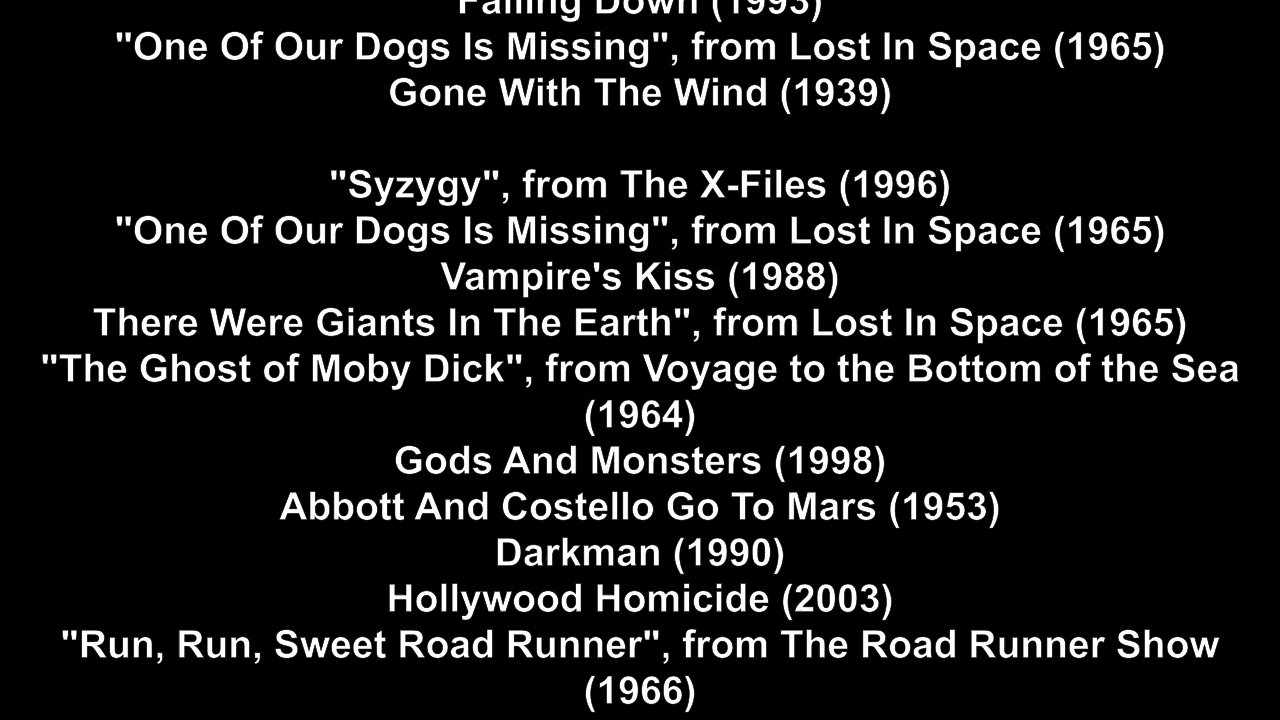 Falling Down (1993)
"One Of Our Dogs Is Missing", from Lost In Space (1965)
Gone With The Wind (1939)
"Syzygy", from The X-Files (1996)
"One Of Our Dogs Is Missing", from Lost In Space (1965)
Vampire's Kiss (1988)
There Were Giants In The Earth", from Lost In Space (1965)
"The Ghost of Moby Dick", from Voyage to the Bottom of the Sea
(1964)
Gods And Monsters (1998)
Abbott And Costello Go To Mars (1953)
Darkman (1990)
Hollywood Homicide (2003)
"Run, Run, Sweet Road Runner", from The Road Runner Show
(1966)